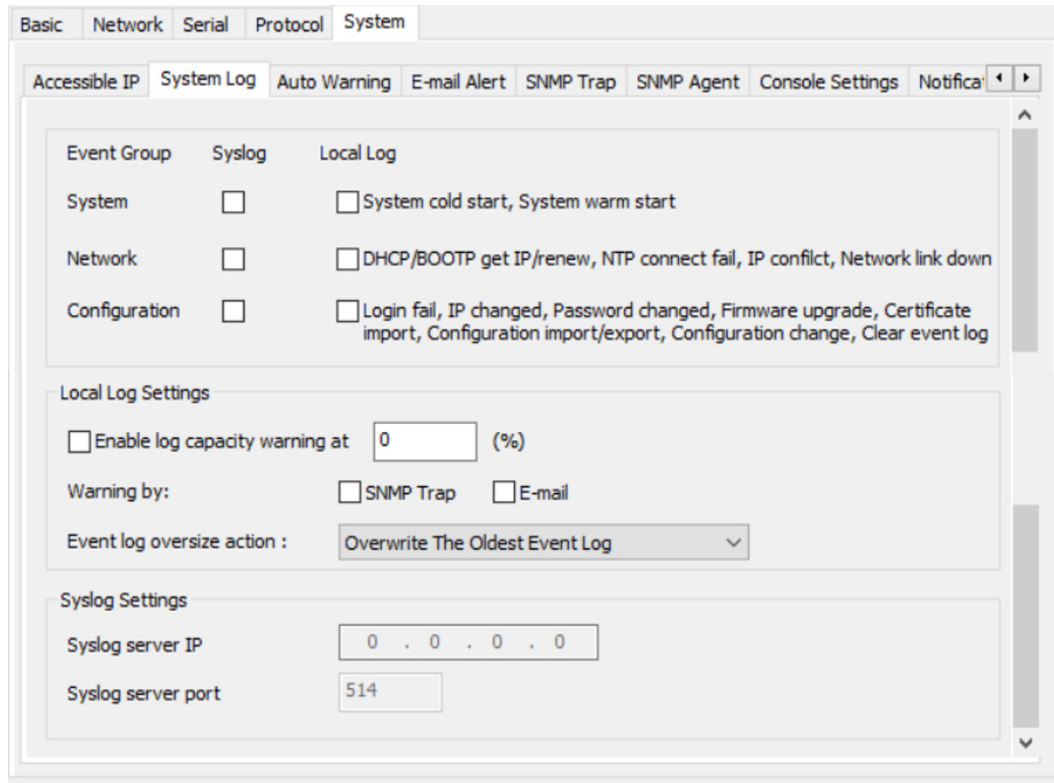 Basic Network Serial Protocol System
Accessible IP System Log Auto Warning E-mail Alert SNMP Trap SNMP Agent Console Settings Notificat
Event Group Syslog Local Log
System System cold start, System warm start
Network DHCP/BOOTP get IP/renew, NTP connect fail, IP confilct, Network link down
Configuration Login fail, IP changed, Password changed, Firmware upgrade, Certificate
import, Configuration import/export, Configuration change, Clear event log
Local Log Settings
Enable log capacity warning at 0 (%)
Warning by: SNMP Trap E-mail
Event log oversize action : Overwrite The Oldest Event Log
Syslog Settings
Syslog server IP 0 . 0 . 0 . 0
Syslog server port 514